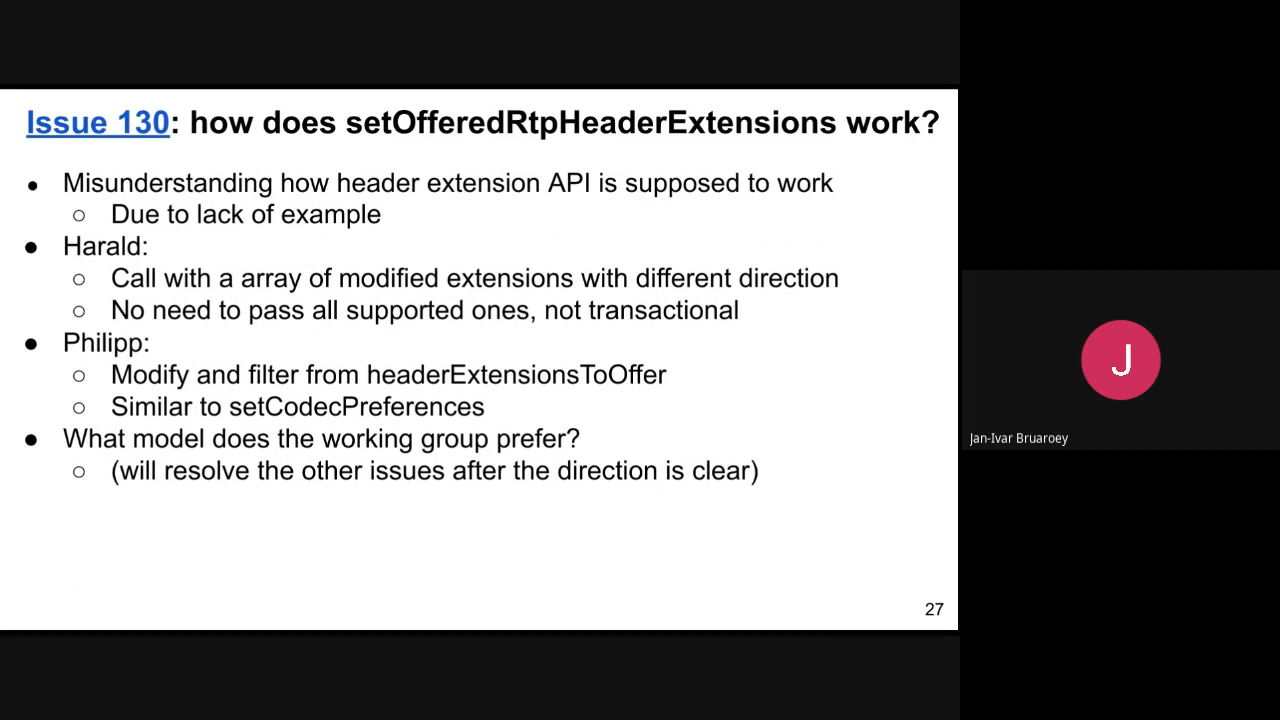 Issue 130: how does setOfferedRtpHeaderExtensions work?
● Misunderstanding how header extension API is supposed to work
○ Due to lack of example
● Harald:
○ Call with a array of modified extensions with different direction
○ No need to pass all supported ones, not transactional
● Philipp:
○ Modify and filter from headerExtensionsToOffer
○ Similar to setCodecPreferences
● What model does the working group prefer?
○ (will resolve the other issues after the direction is clear)
27
J
Jan-Ivar Bruaroey